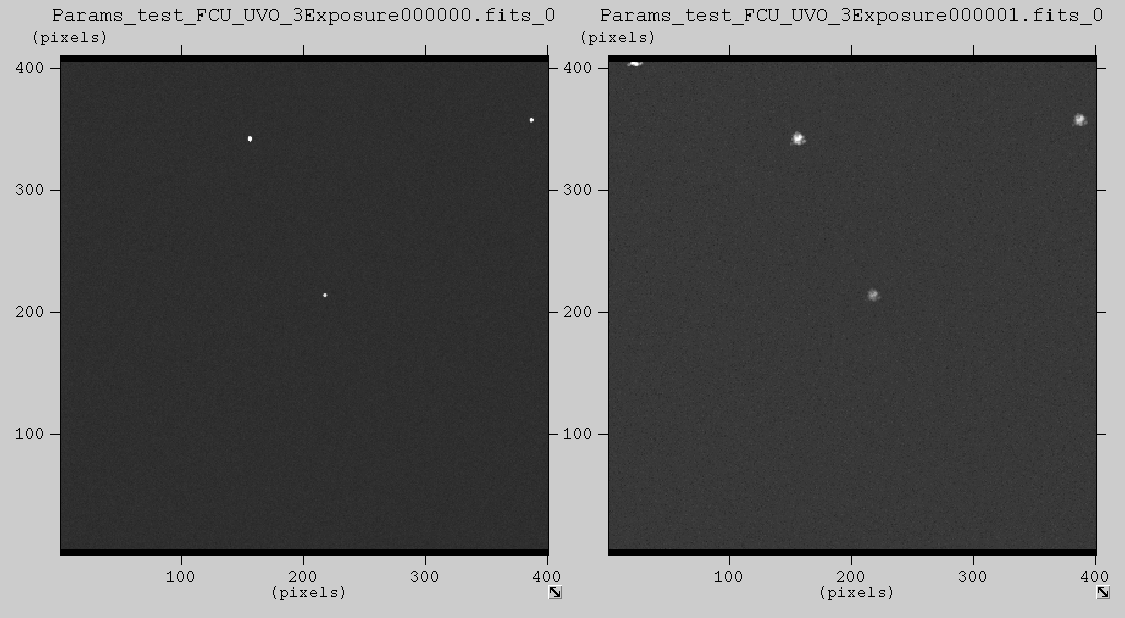 Params_test_FCU_UVO_3Exposure000000.fits_0
(pixels)
400
300
200
100
100 200 300 400
(pixels)
Params_test_FCU_UVO_3Exposure000001.fits_0
(pixels)
400
300
200
100
100 200 300 400
(pixels)